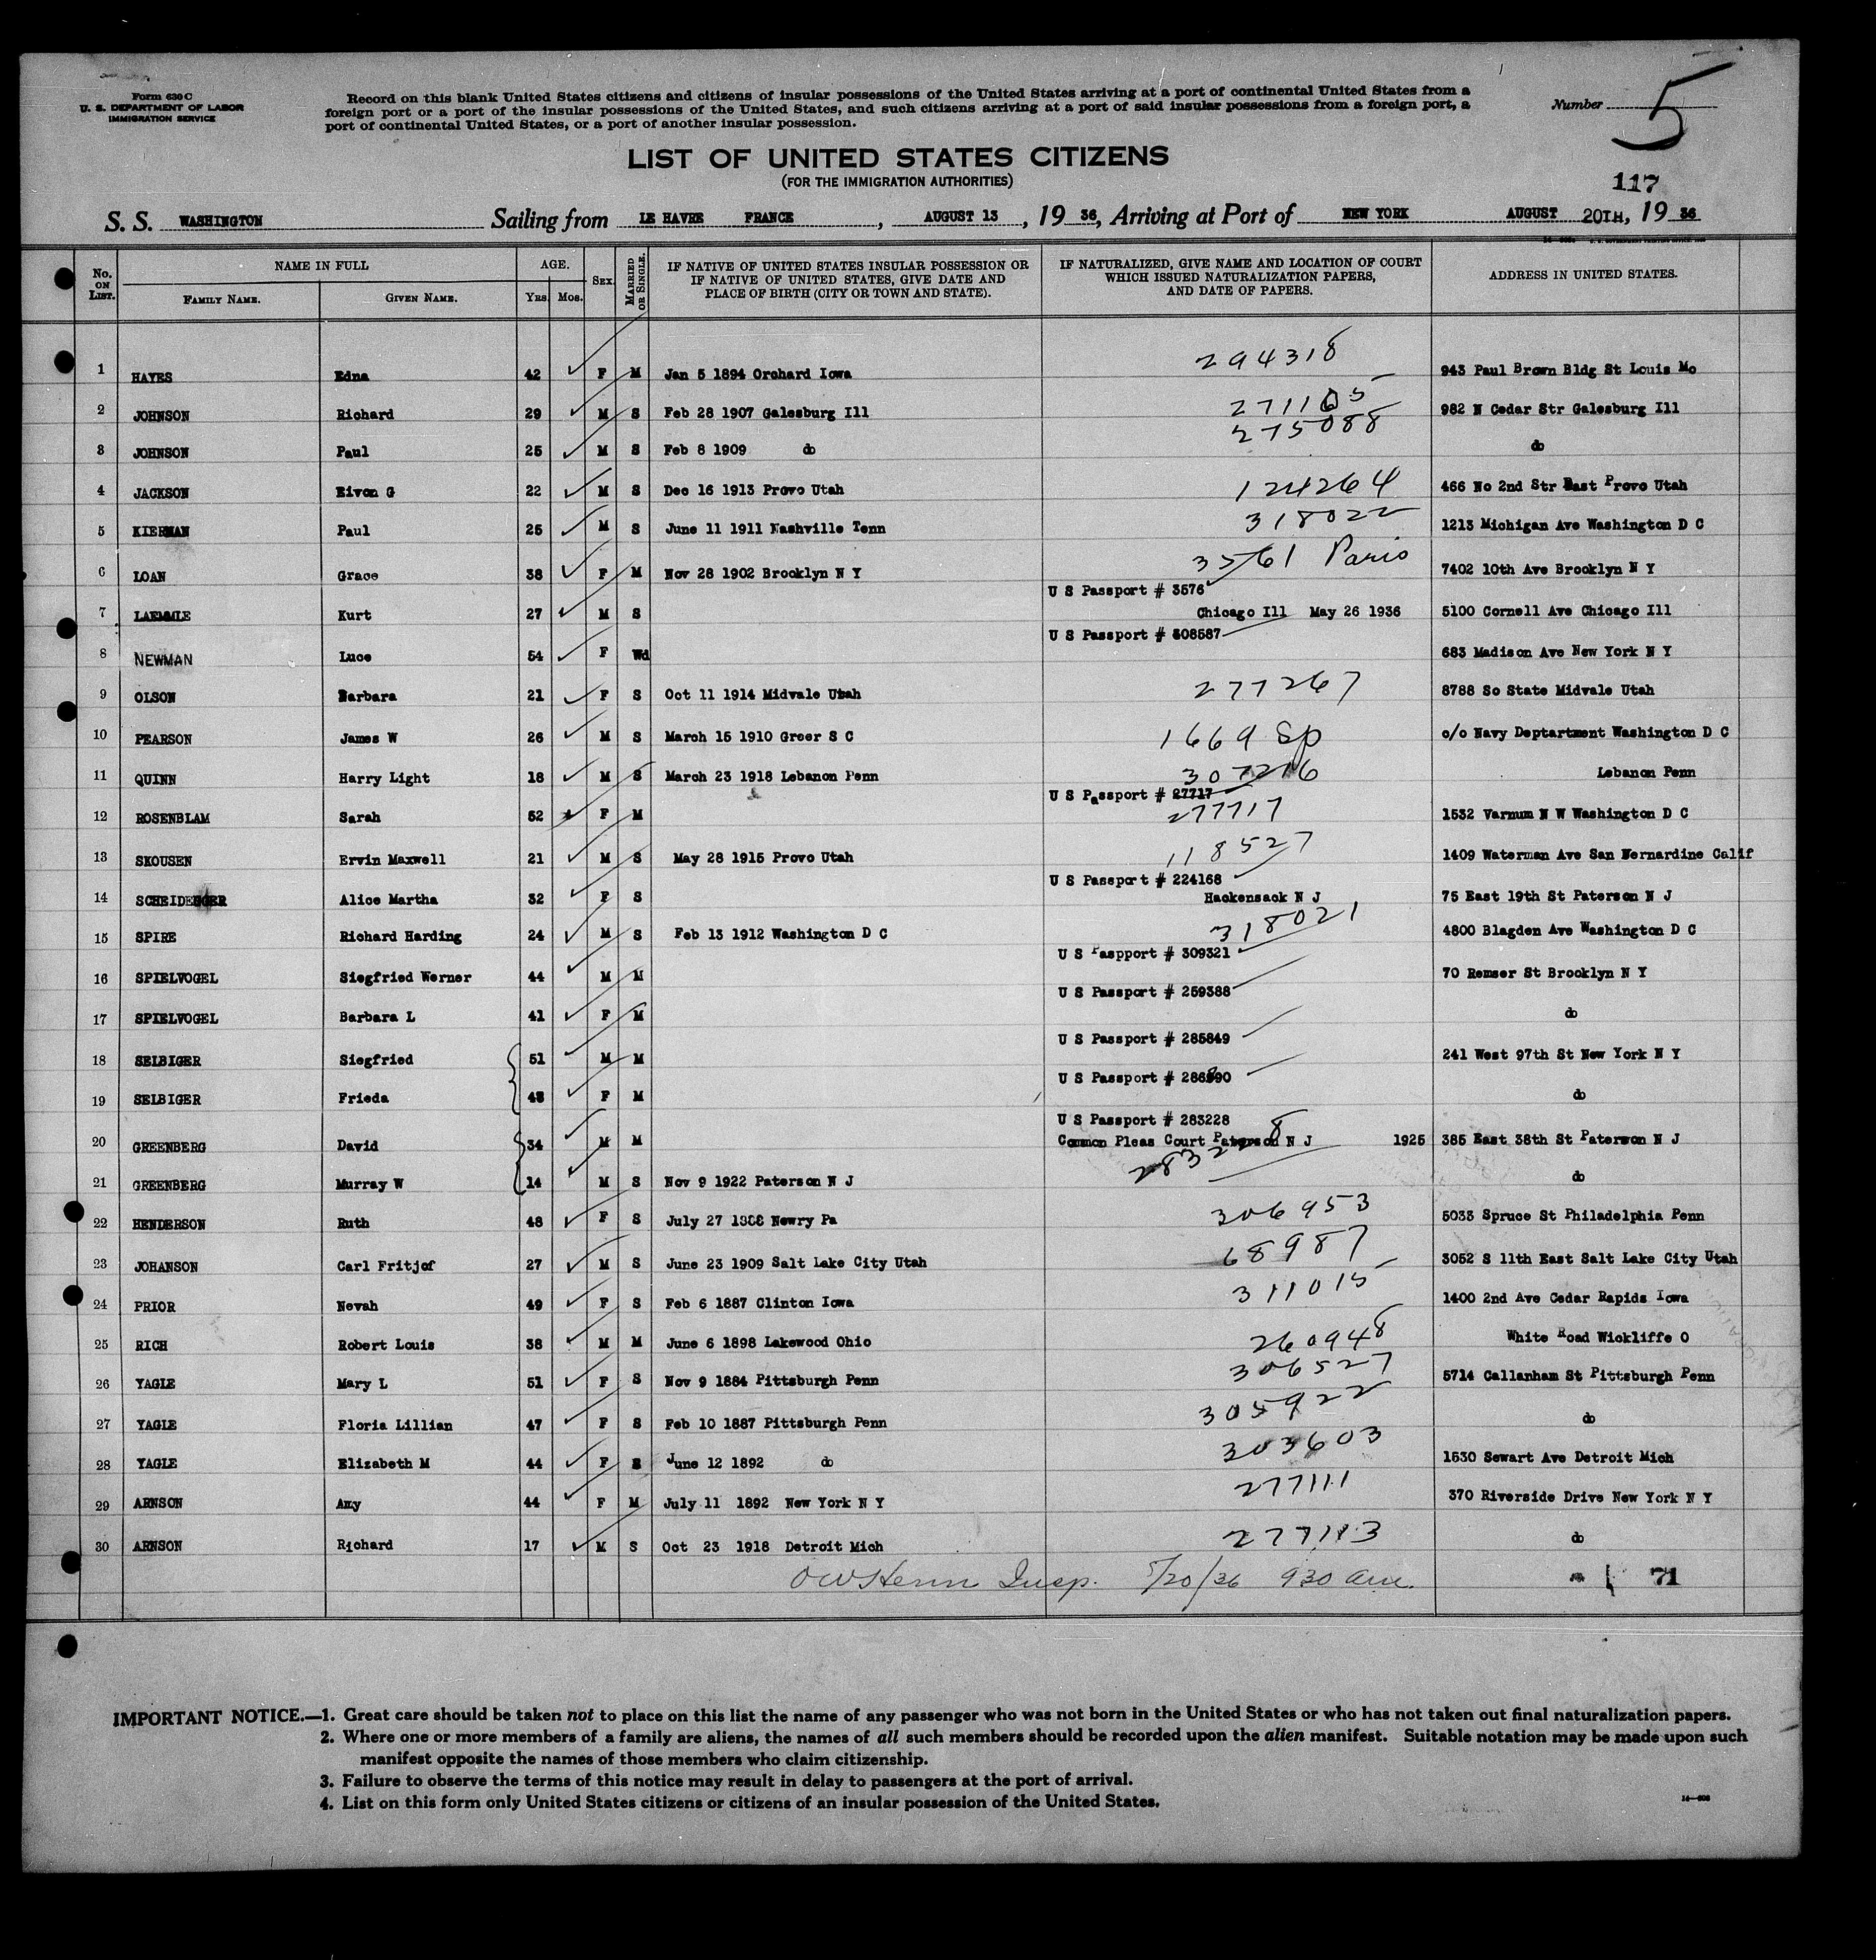 Form 630 C
U. S. DEPARTMENT OF LABOR
IMMIGRATION SERVICE
Record on this blank United States citizens and citizens of insular possessions of the United States arriving at a port of continental United States from a
foreign port or a port of the insular possessions of the United States, and such citizens arriving at a port of said insular possessions from a foreign port, a
port of continental United States, or a port of another insular possession.
Number 5
LIST OF UNITED STATES CITIZENS
(FOR THE IMMIGRATION AUTHORITIES)
117
S. S. WASHINGTON Sailing from LE HAVRE FRANCE, AUGUST 13, 19 36, Arriving at Port of NEW YORK AUGUST 20TH, 19 36
No. ON LIST. NAME IN FULL FAMILY NAME. GIVEN NAME. AGE. YRS. MOS. SEX. MARRIED OR SINGLE. IF NATIVE OF UNITED STATES INSULAR POSSESSION OR IF NATIVE OF UNITED STATES, GIVE DATE AND PLACE OF BIRTH (CITY OR TOWN AND STATE). IF NATURALIZED, GIVE NAME AND LOCATION OF COURT WHICH ISSUED NATURALIZATION PAPERS, AND DATE OF PAPERS. ADDRESS IN UNITED STATES.
1 HAYES Edna 42 F M Jan 5 1894 Orchard Iowa 294318 943 Paul Brown Bldg St Louis Mo
2 JOHNSON Richard 29 M S Feb 28 1907 Galesburg Ill 271165 982 N Cedar Str Galesburg Ill
3 JOHNSON Paul 25 M S Feb 8 1909 do 275088 do
4 JACKSON Eivon G 22 M S Dec 16 1913 Provo Utah 124264 466 No 2nd Str East Provo Utah
5 KIERNAN Paul 25 M S June 11 1911 Nashville Tenn 318022 1213 Michigan Ave Washington D C
6 LOAN Grace 38 F M Nov 28 1902 Brooklyn N Y 3561 Paris 7402 10th Ave Brooklyn N Y
U S Passport # 3576
7 LAEMMLE Kurt 27 M S Chicago Ill May 26 1936 5100 Cornell Ave Chicago Ill
U S Passport # 308587
8 NEWMAN Luce 54 F Wd 683 Madison Ave New York N Y
9 OLSON Barbara 21 F S Oct 11 1914 Midvale Utah 277267 8788 So State Midvale Utah
10 PEARSON James W 26 M S March 15 1910 Greer S C 1669 Sp c/o Navy Deptartment Washington D C
11 QUINN Harry Light 18 M S March 23 1918 Lebanon Penn 307216 Lebanon Penn
U S Passport # 27717
12 ROSENBLAM Sarah 52 F M 277717 1532 Varnum N W Washington D C
13 SKOUSEN Ervin Maxwell 21 M S May 28 1915 Provo Utah 118527 1409 Waterman Ave San Bernardine Calif
U S Passport # 224168
14 SCHEIDENGER Alice Martha 32 F S Hackensack N J 75 East 19th St Paterson N J
15 SPIRE Richard Harding 24 M S Feb 13 1912 Washington D C 318021 4800 Blagden Ave Washington D C
U S Paspport # 309321
16 SPIELVOGEL Siegfried Werner 44 M M 70 Remser St Brooklyn N Y
U S Passport # 259388
17 SPIELVOGEL Barbara L 41 F M do
U S Passport # 285849
18 SELBIGER Siegfried 51 M M 241 West 97th St New York N Y
U S Passport #
19 SELBIGER Frieda 48 F M do
U S Passport # 283228
20 GREENBERG David 34 M M Common Pleas Court Paterson N J 1925 385 East 38th St Paterson N J
283228
21 GREENBERG Murray W 14 M S Nov 9 1922 Paterson N J do
22 HENDERSON Ruth 48 F S July 27 1888 Newry Pa 306953 5033 Spruce St Philadelphia Penn
23 JOHANSON Carl Fritjof 27 M S June 23 1909 Salt Lake City Utah 68987 3052 S 11th East Salt Lake City Utah
24 PRIOR Nevah 49 F S Feb 6 1887 Clinton Iowa 311015 1400 2nd Ave Cedar Rapids Iowa
25 RICH Robert Louis 38 M M June 6 1898 Lakewood Ohio 260948 White Road Wickliffe O
26 YAGLE Mary L 51 F S Nov 9 1884 Pittsburgh Penn 306527 5714 Callanham St Pittsburgh Penn
27 YAGLE Floria Lillian 47 F S Feb 10 1887 Pittsburgh Penn 305922 do
28 YAGLE Elizabeth M 44 F S June 12 1892 do 303603 1530 Sewart Ave Detroit Mich
29 ARNSON Amy 44 F M July 11 1892 New York N Y 277111 370 Riverside Drive New York N Y
30 ARNSON Richard 17 M S Oct 23 1918 Detroit Mich 277113 do
Insp. 8/20/36 930 am. 71
IMPORTANT NOTICE.—1. Great care should be taken not to place on this list the name of any passenger who was not born in the United States or who has not taken out final naturalization papers.
2. Where one or more members of a family are aliens, the names of all such members should be recorded upon the alien manifest. Suitable notation may be made upon such
manifest opposite the names of those members who claim citizenship.
3. Failure to observe the terms of this notice may result in delay to passengers at the port of arrival.
4. List on this form only United States citizens or citizens of an insular possession of the United States.